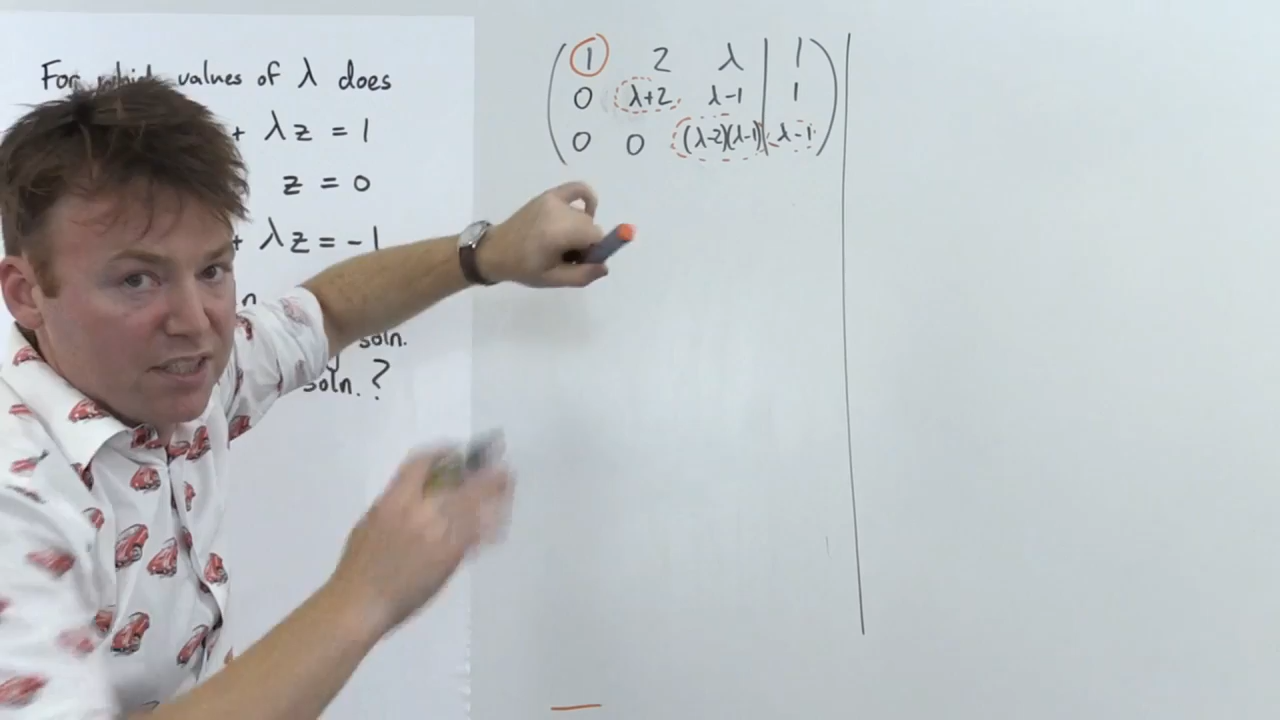 For which values of λ does
+ λz = 1
z = 0
+ λz = -1
n
soln.
soln. ?
1 2 λ | 1
0 λ+2 λ-1 | 1
0 0 (λ-2)(λ-1) | λ-1